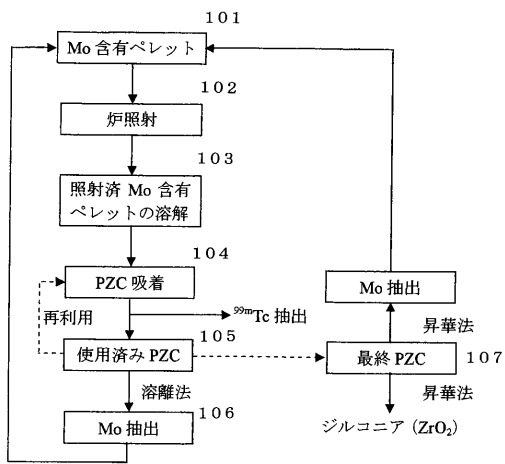 １０１
Mo 含有ペレット
１０２
炉照射
１０３
照射済 Mo 含有
ペレットの溶解
１０４
PZC 吸着
再利用
⁹⁹ᵐTc 抽出
１０５
使用済み PZC
溶離法
１０６
Mo 抽出
Mo 抽出
昇華法
最終 PZC
１０７
昇華法
ジルコニア (ZrO₂)